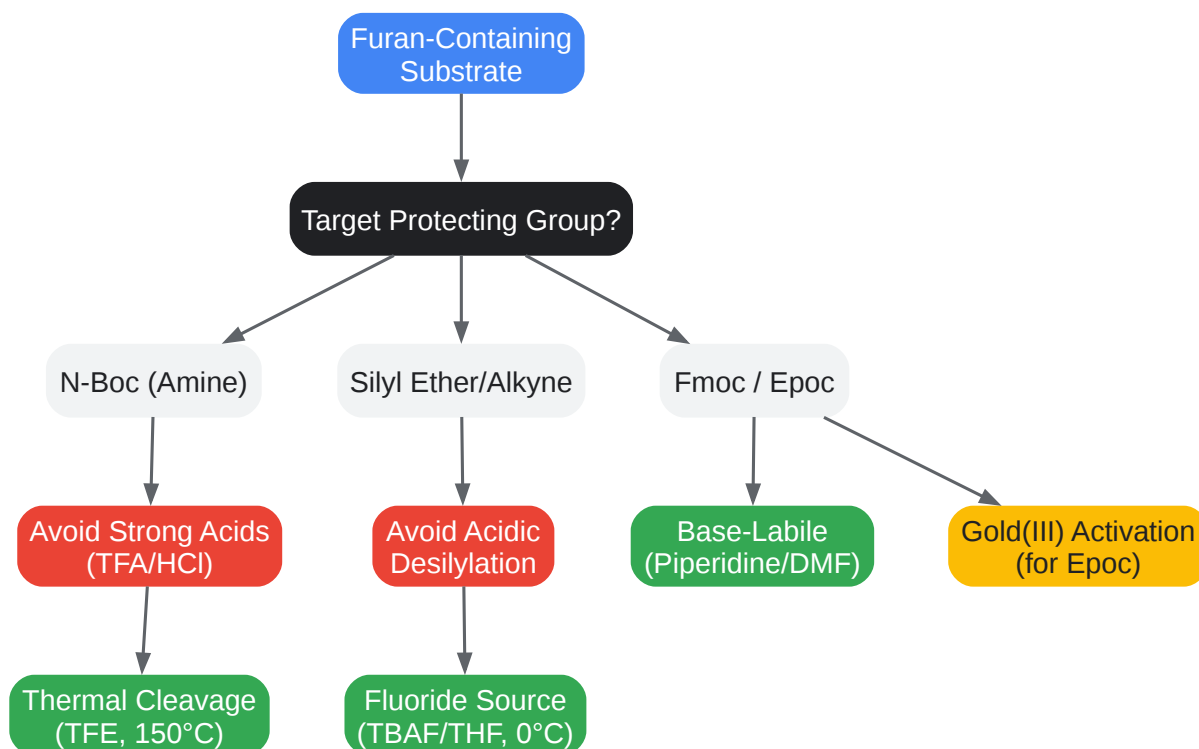 Furan-Containing
Substrate
Target Protecting Group?
N-Boc (Amine)
Silyl Ether/Alkyne
Fmoc / Epoc
Avoid Strong Acids
(TFA/HCl)
Avoid Acidic
Desilylation
Base-Labile
(Piperidine/DMF)
Gold(III) Activation
(for Epoc)
Thermal Cleavage
(TFE, 150°C)
Fluoride Source
(TBAF/THF, 0°C)